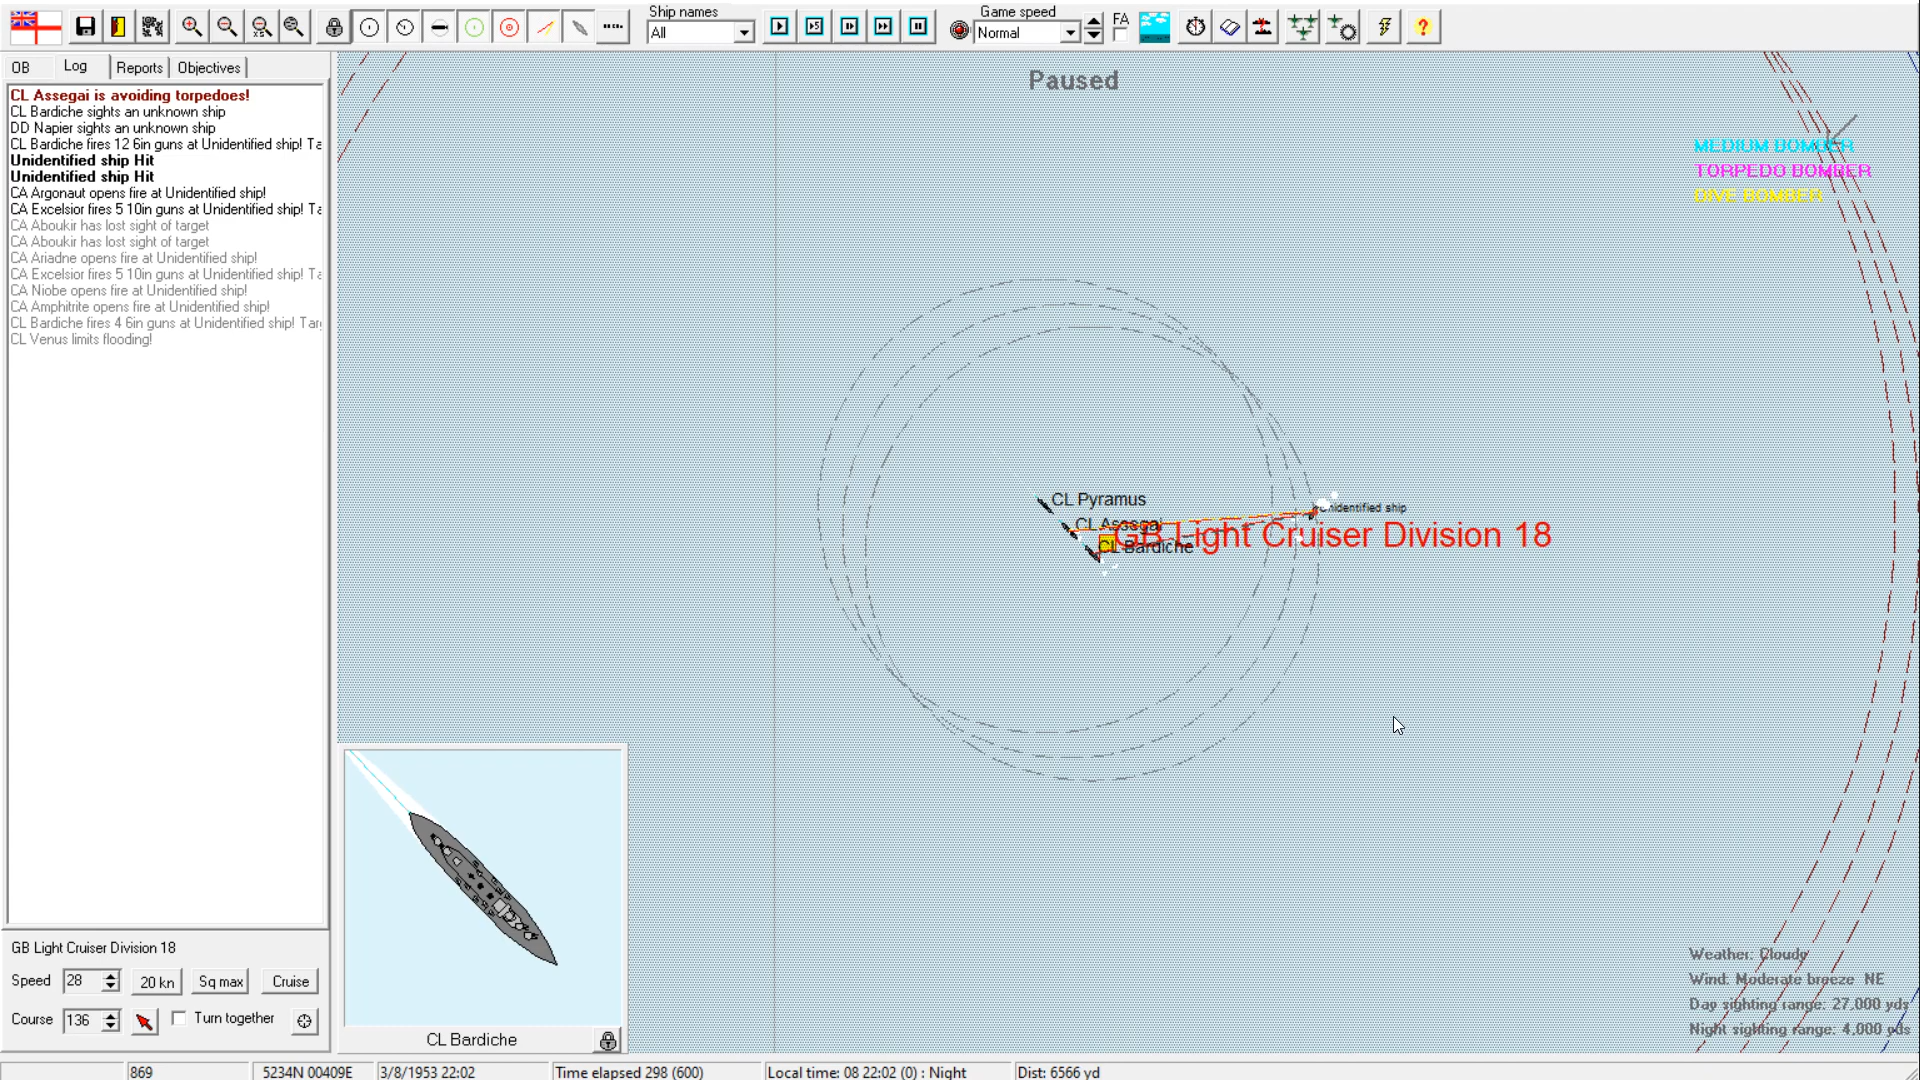 Ship names
All
Game speed
Normal
FA
OB
Log
Reports
Objectives
CL Assegai is avoiding torpedoes!
CL Bardiche sights an unknown ship
DD Napier sights an unknown ship
CL Bardiche fires 12 6in guns at Unidentified ship! Ta
Unidentified ship Hit
Unidentified ship Hit
CA Argonaut opens fire at Unidentified ship!
CA Excelsior fires 5 10in guns at Unidentified ship! Ta
CA Aboukir has lost sight of target
CA Aboukir has lost sight of target
CA Ariadne opens fire at Unidentified ship!
CA Excelsior fires 5 10in guns at Unidentified ship! Ta
CA Niobe opens fire at Unidentified ship!
CA Amphitrite opens fire at Unidentified ship!
CL Bardiche fires 4 6in guns at Unidentified ship! Tar
CL Venus limits flooding!
Paused
MEDIUM BOMBER
TORPEDO BOMBER
DIVE BOMBER
CL Pyramus
CL Assegai
CL Bardiche
Unidentified ship
GB Light Cruiser Division 18
Weather: Cloudy
Wind: Moderate breeze NE
Day sighting range: 27,000 yds
Night sighting range: 4,000 yds
GB Light Cruiser Division 18
Speed 28 20 kn Sq max Cruise
Course 136 Turn together
CL Bardiche
869 5234N 00409E 3/8/1953 22:02 Time elapsed 298 (600) Local time: 08 22:02 (0) : Night Dist: 6566 yd